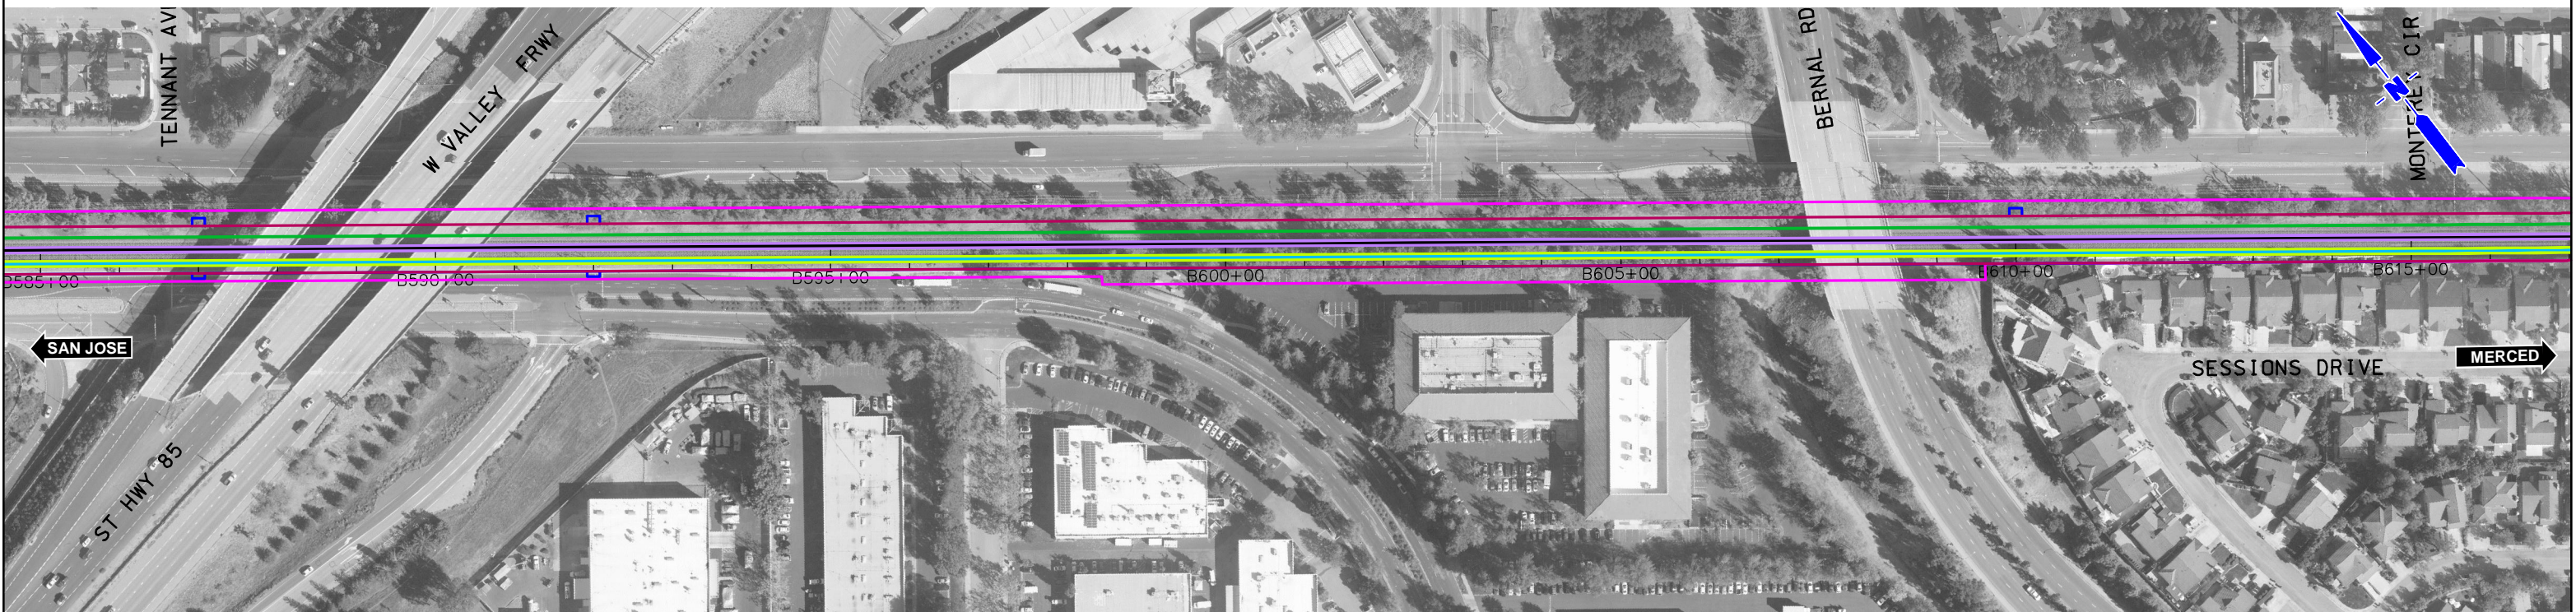 TENNANT AV
W VALLEY FRWY
BERNAL RD
MONTEREY CIR
N
B585+00
B590+00
B595+00
B600+00
B605+00
B610+00
B615+00
SAN JOSE
MERCED
SESSIONS DRIVE
ST HWY 85